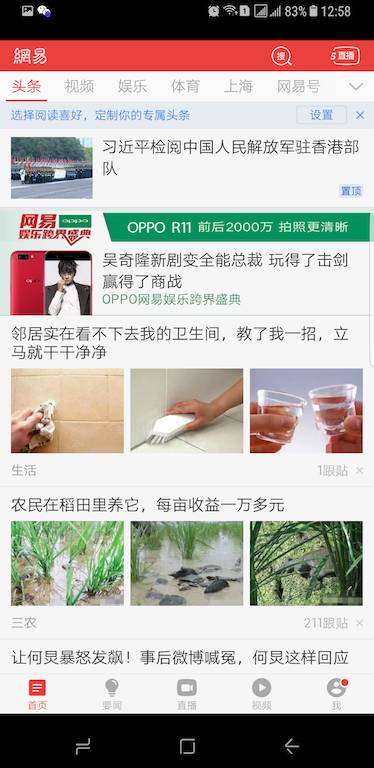 83% 12:58
網易 搜 直播
头条 视频 娱乐 体育 上海 网易号
选择阅读喜好，定制你的专属头条 设置
习近平检阅中国人民解放军驻香港部
队
置顶
网易 oppo
娱乐跨界盛典
OPPO R11 前后2000万 拍照更清晰
吴奇隆新剧变全能总裁 玩得了击剑
赢得了商战
OPPO网易娱乐跨界盛典
邻居实在看不下去我的卫生间，教了我一招，立
马就干干净净
生活 1跟贴
农民在稻田里养它，每亩收益一万多元
三农 211跟贴
让何炅暴怒发飙！事后微博喊冤，何炅这样回应
首页 要闻 直播 视频 我